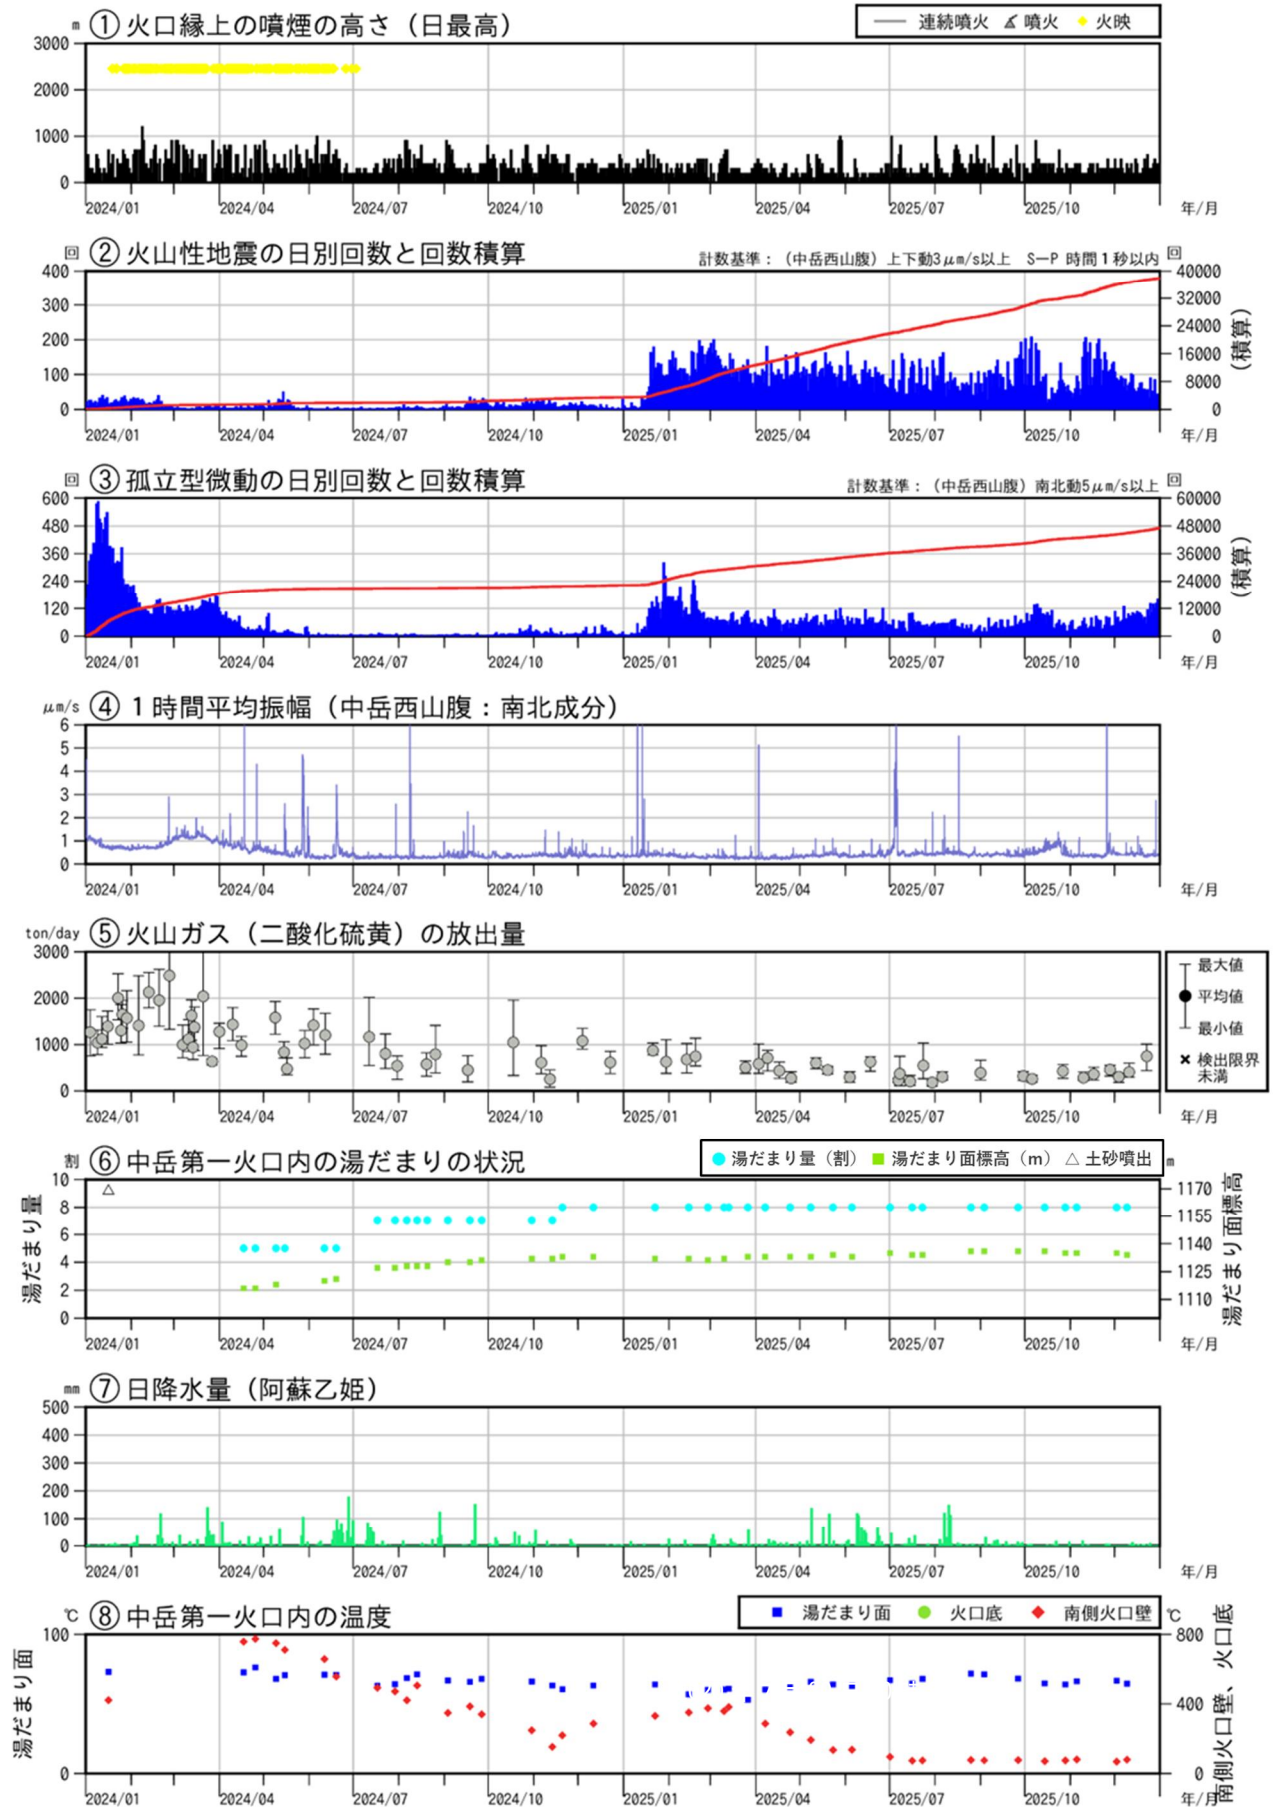 m ①火口縁上の噴煙の高さ（日最高）
連続噴火 噴火 火映
3000
2000
1000
0
2024/01 2024/04 2024/07 2024/10 2025/01 2025/04 2025/07 2025/10 年/月
回 ②火山性地震の日別回数と回数積算 計数基準：（中岳西山腹）上下動3μm/s以上 S－P 時間1秒以内 回
400 40000
300 32000
200 24000
100 16000
0 8000
0
(積算)
2024/01 2024/04 2024/07 2024/10 2025/01 2025/04 2025/07 2025/10 年/月
回 ③孤立型微動の日別回数と回数積算 計数基準：（中岳西山腹）南北動5μm/s以上 回
600 60000
480 48000
360 36000
240 24000
120 12000
0 0
(積算)
2024/01 2024/04 2024/07 2024/10 2025/01 2025/04 2025/07 2025/10 年/月
μm/s ④１時間平均振幅（中岳西山腹：南北成分）
6
5
4
3
2
1
0
2024/01 2024/04 2024/07 2024/10 2025/01 2025/04 2025/07 2025/10 年/月
ton/day ⑤火山ガス（二酸化硫黄）の放出量
3000
2000
1000
0
最大値
平均値
最小値
検出限界
未満
2024/01 2024/04 2024/07 2024/10 2025/01 2025/04 2025/07 2025/10 年/月
割 ⑥中岳第一火口内の湯だまりの状況
湯だまり量（割） 湯だまり面標高（m） △ 土砂噴出 m
湯だまり量
10
8
6
4
2
0
1170
1155
1140
1125
1110
湯だまり面標高
2024/01 2024/04 2024/07 2024/10 2025/01 2025/04 2025/07 2025/10 年/月
mm ⑦日降水量（阿蘇乙姫）
500
400
300
200
100
0
2024/01 2024/04 2024/07 2024/10 2025/01 2025/04 2025/07 2025/10 年/月
℃ ⑧中岳第一火口内の温度
湯だまり面 火口底 南側火口壁 ℃
湯だまり面
100
0
800
400
0
南側火口壁、火口底
2024/01 2024/04 2024/07 2024/10 2025/01 2025/04 2025/07 2025/10 年/月